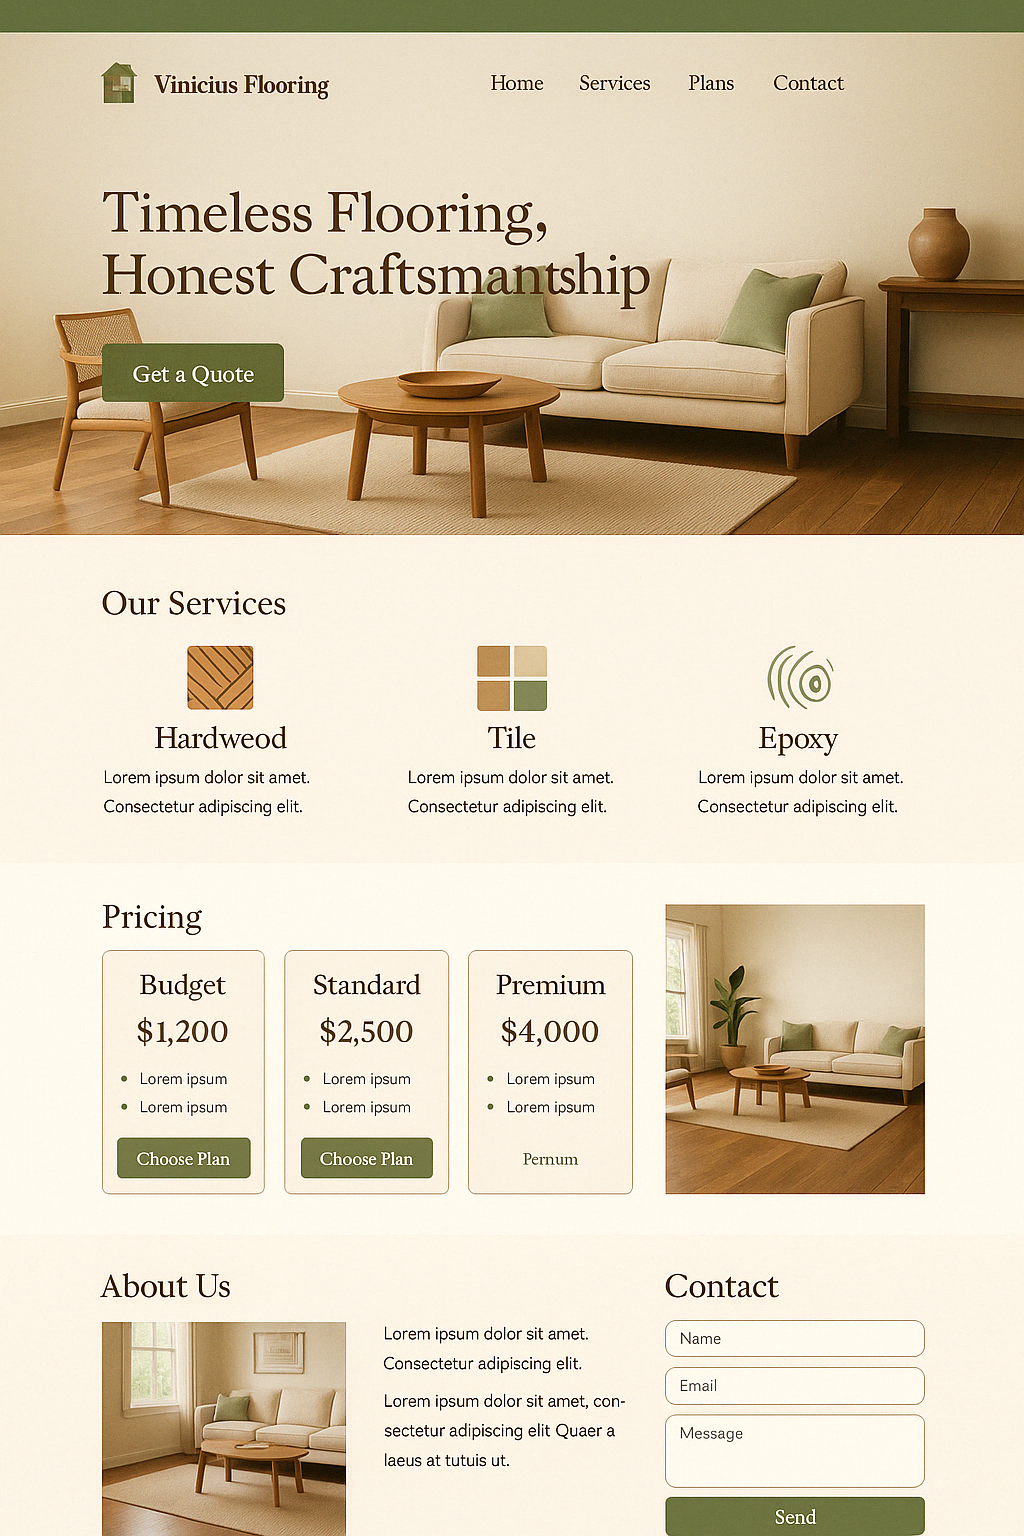 Vinicius Flooring
Home Services Plans Contact
Timeless Flooring,
Honest Craftsmantship
Get a Quote
Our Services
Hardweod
Lorem ipsum dolor sit amet.
Consectetur adipiscing elit.
Tile
Lorem ipsum dolor sit amet.
Consectetur adipiscing elit.
Epoxy
Lorem ipsum dolor sit amet.
Consectetur adipiscing elit.
Pricing
Budget
$1,200
Lorem ipsum
Lorem ipsum
Choose Plan
Standard
$2,500
Lorem ipsum
Lorem ipsum
Choose Plan
Premium
$4,000
Lorem ipsum
Lorem ipsum
Pernum
About Us
Lorem ipsum dolor sit amet.
Consectetur adipiscing elit.
Lorem ipsum dolor sit amet, con-
sectetur adipiscing elit Quaer a
laeus at tutuis ut.
Contact
Name
Email
Message
Send